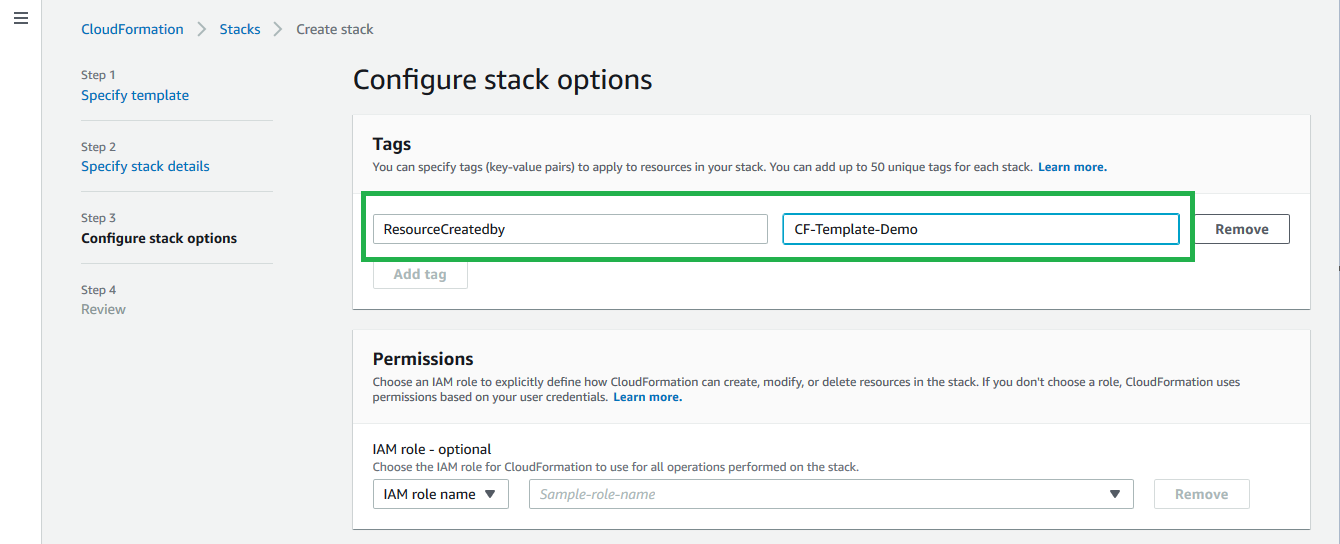 CloudFormation > Stacks > Create stack
Step 1
Specify template
Step 2
Specify stack details
Step 3
Configure stack options
Step 4
Review
Configure stack options
Tags
You can specify tags (key-value pairs) to apply to resources in your stack. You can add up to 50 unique tags for each stack. Learn more.
ResourceCreatedby CF-Template-Demo Remove
Add tag
Permissions
Choose an IAM role to explicitly define how CloudFormation can create, modify, or delete resources in the stack. If you don't choose a role, CloudFormation uses
permissions based on your user credentials. Learn more.
IAM role - optional
Choose the IAM role for CloudFormation to use for all operations performed on the stack.
IAM role name Sample-role-name Remove